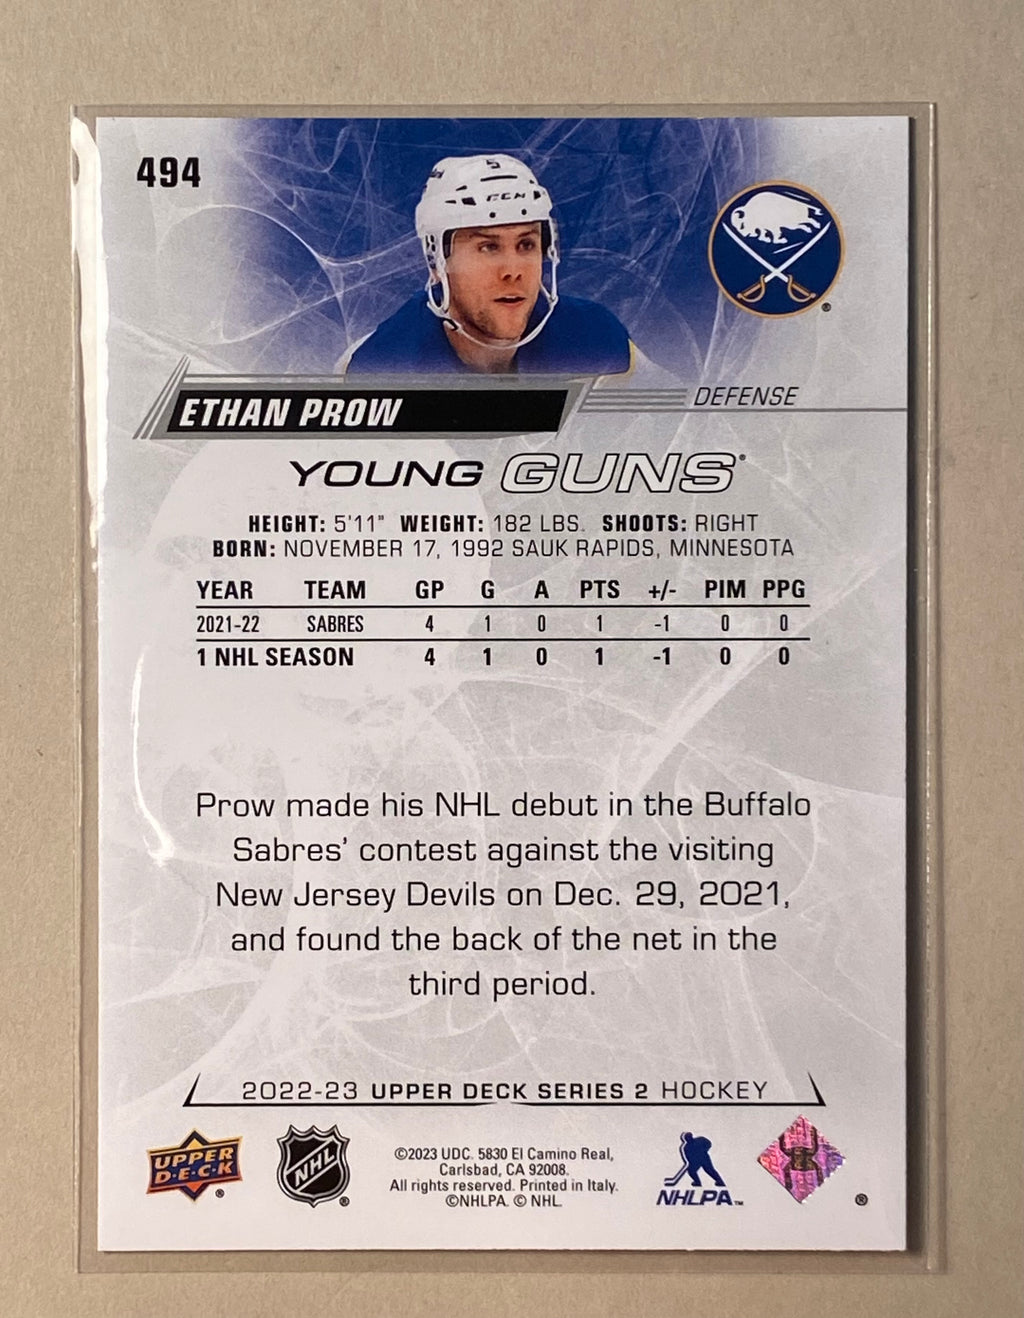 494
5
CCM
ETHAN PROW
DEFENSE
YOUNG GUNS®
HEIGHT: 5'11" WEIGHT: 182 LBS. SHOOTS: RIGHT
BORN: NOVEMBER 17, 1992 SAUK RAPIDS, MINNESOTA
YEAR TEAM GP G A PTS +/- PIM PPG
2021-22 SABRES 4 1 0 1 -1 0 0
1 NHL SEASON 4 1 0 1 -1 0 0
Prow made his NHL debut in the Buffalo
Sabres' contest against the visiting
New Jersey Devils on Dec. 29, 2021,
and found the back of the net in the
third period.
2022-23 UPPER DECK SERIES 2 HOCKEY
UPPER
D•E•C•K
®
NHL
®
©2023 UDC. 5830 El Camino Real,
Carlsbad, CA 92008.
All rights reserved. Printed in Italy.
©NHLPA. © NHL.
NHLPA™
®